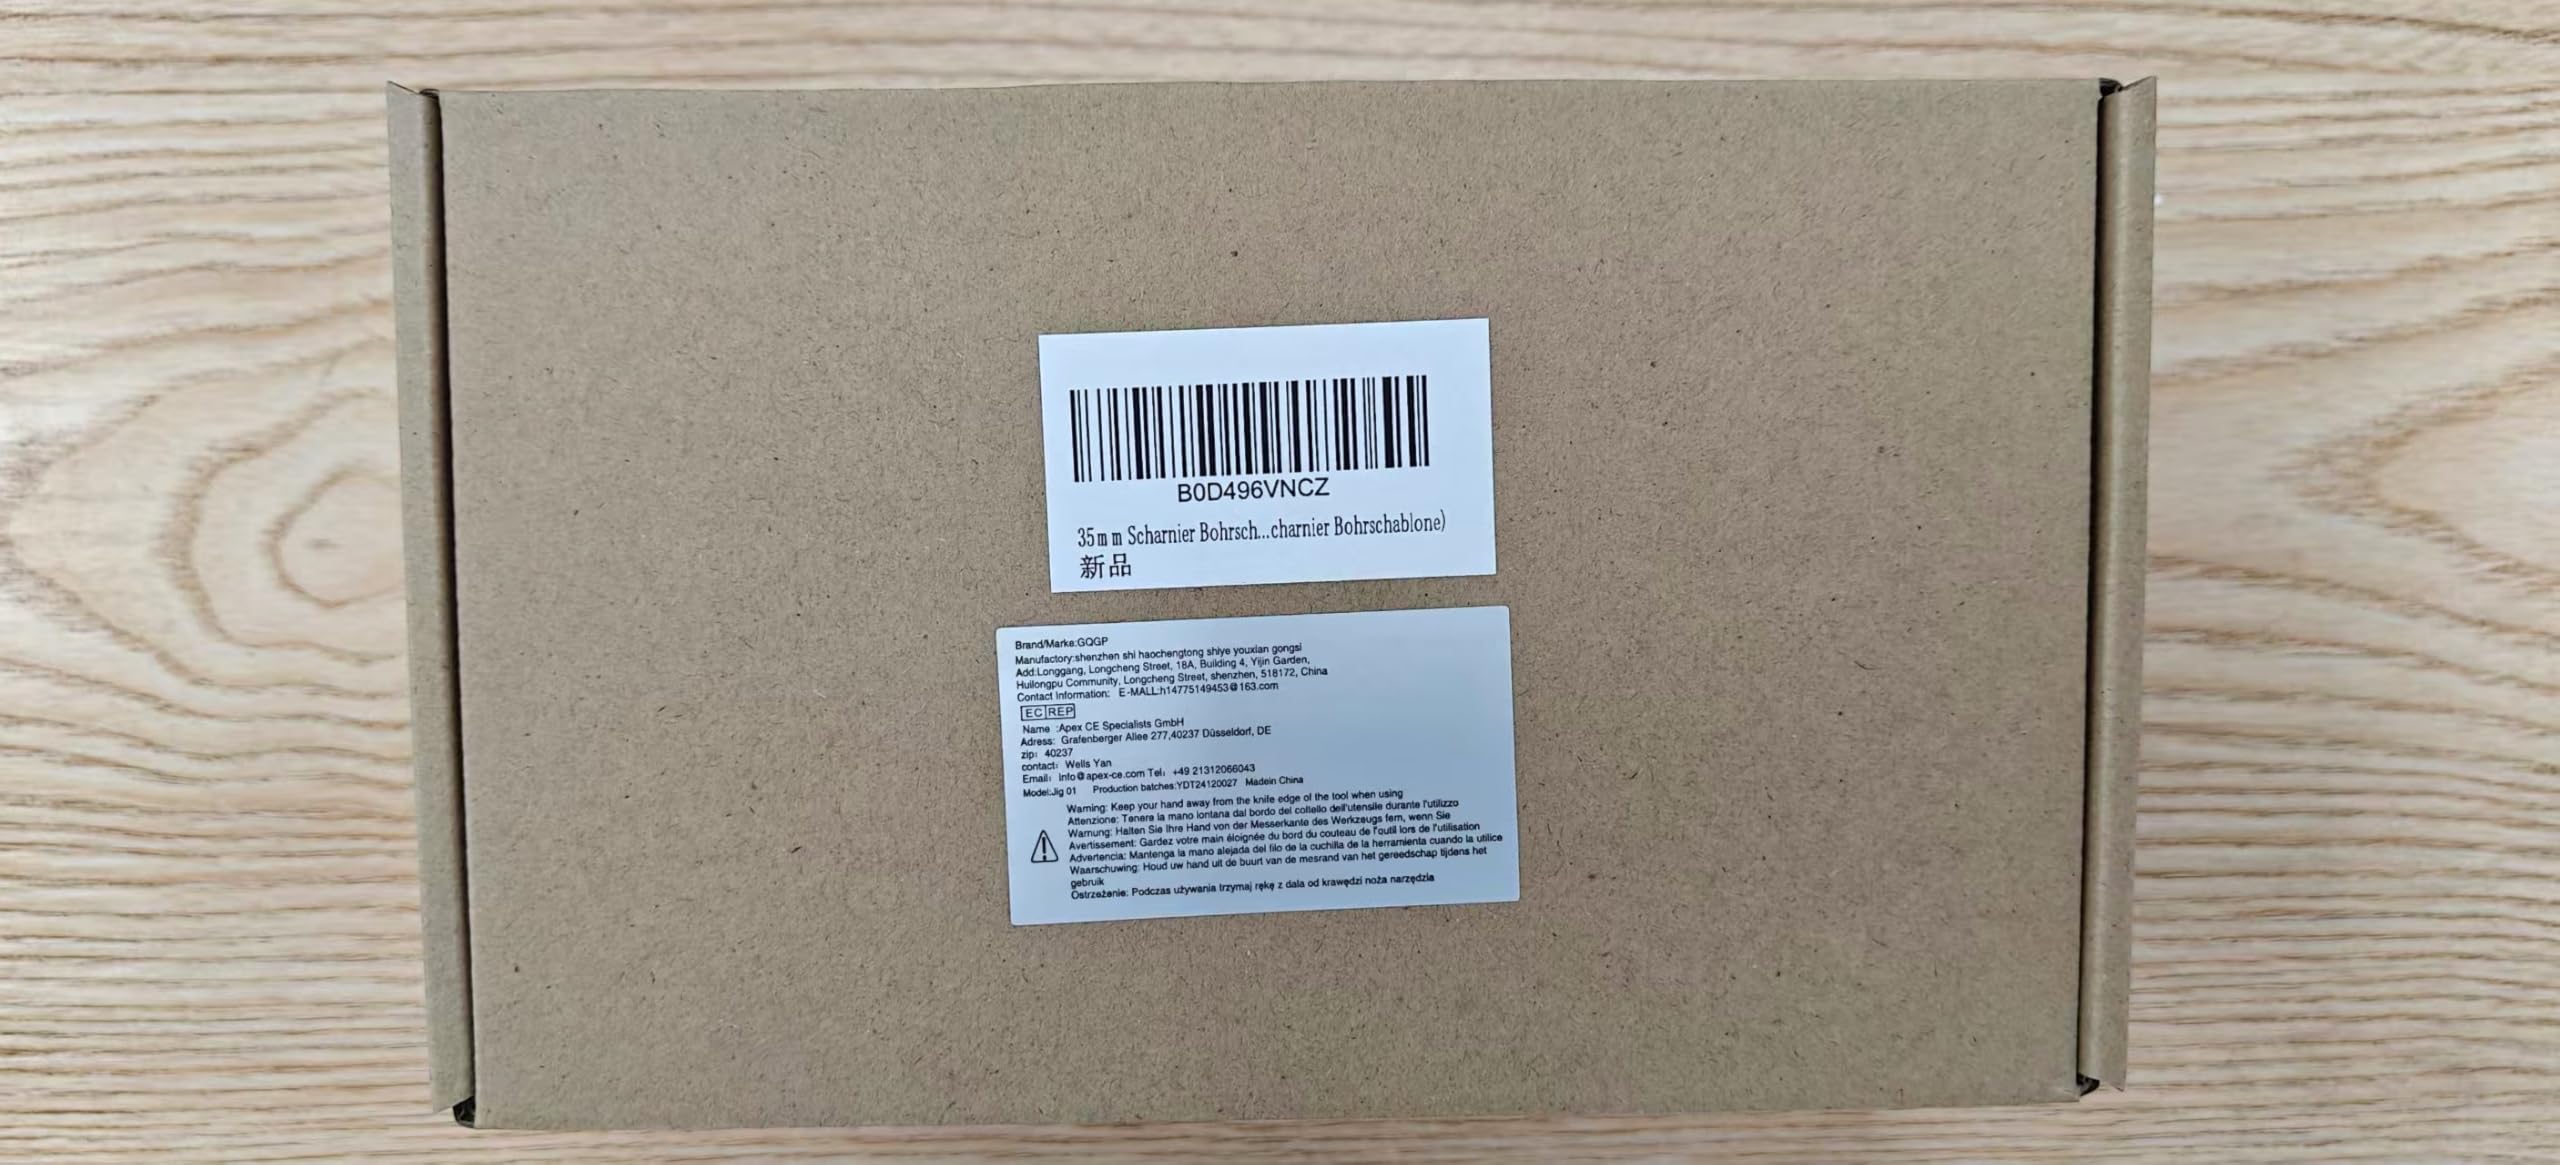 B0D496VNCZ
35mm Scharnier Bohrsch...charnier Bohrschablone)
新品
Brand/Marke:GQGP
Manufactory:shenzhen shi haochengtong shiye youxian gongsi
Add:Longgang, Longcheng Street, 18A, Building 4, Yijin Garden,
Huilongpu Community, Longcheng Street, shenzhen, 518172, China
Contact Information: E-MALL:h14775149453@163.com
EC REP
Name :Apex CE Specialists GmbH
Adress: Grafenberger Allee 277,40237 Düsseldorf, DE
zip: 40237
contact: Wells Yan
Email: info@apex-ce.com Tel: +49 21312066043
Model:Jig 01 Production batches:YDT24120027 Madein China
Warning: Keep your hand away from the knife edge of the tool when using
Attenzione: Tenere la mano lontana dal bordo del coltello dell'utensile durante l'utilizzo
Warnung: Halten Sie Ihre Hand von der Messerkante des Werkzeugs fern, wenn Sie
Avertissement: Gardez votre main éloignée du bord du couteau de l'outil lors de l'utilisation
Advertencia: Mantenga la mano alejada del filo de la cuchilla de la herramienta cuando la utilice
Waarschuwing: Houd uw hand uit de buurt van de mesrand van het gereedschap tijdens het
gebruik
Ostrzeżenie: Podczas używania trzymaj rękę z dala od krawędzi noża narzędzia